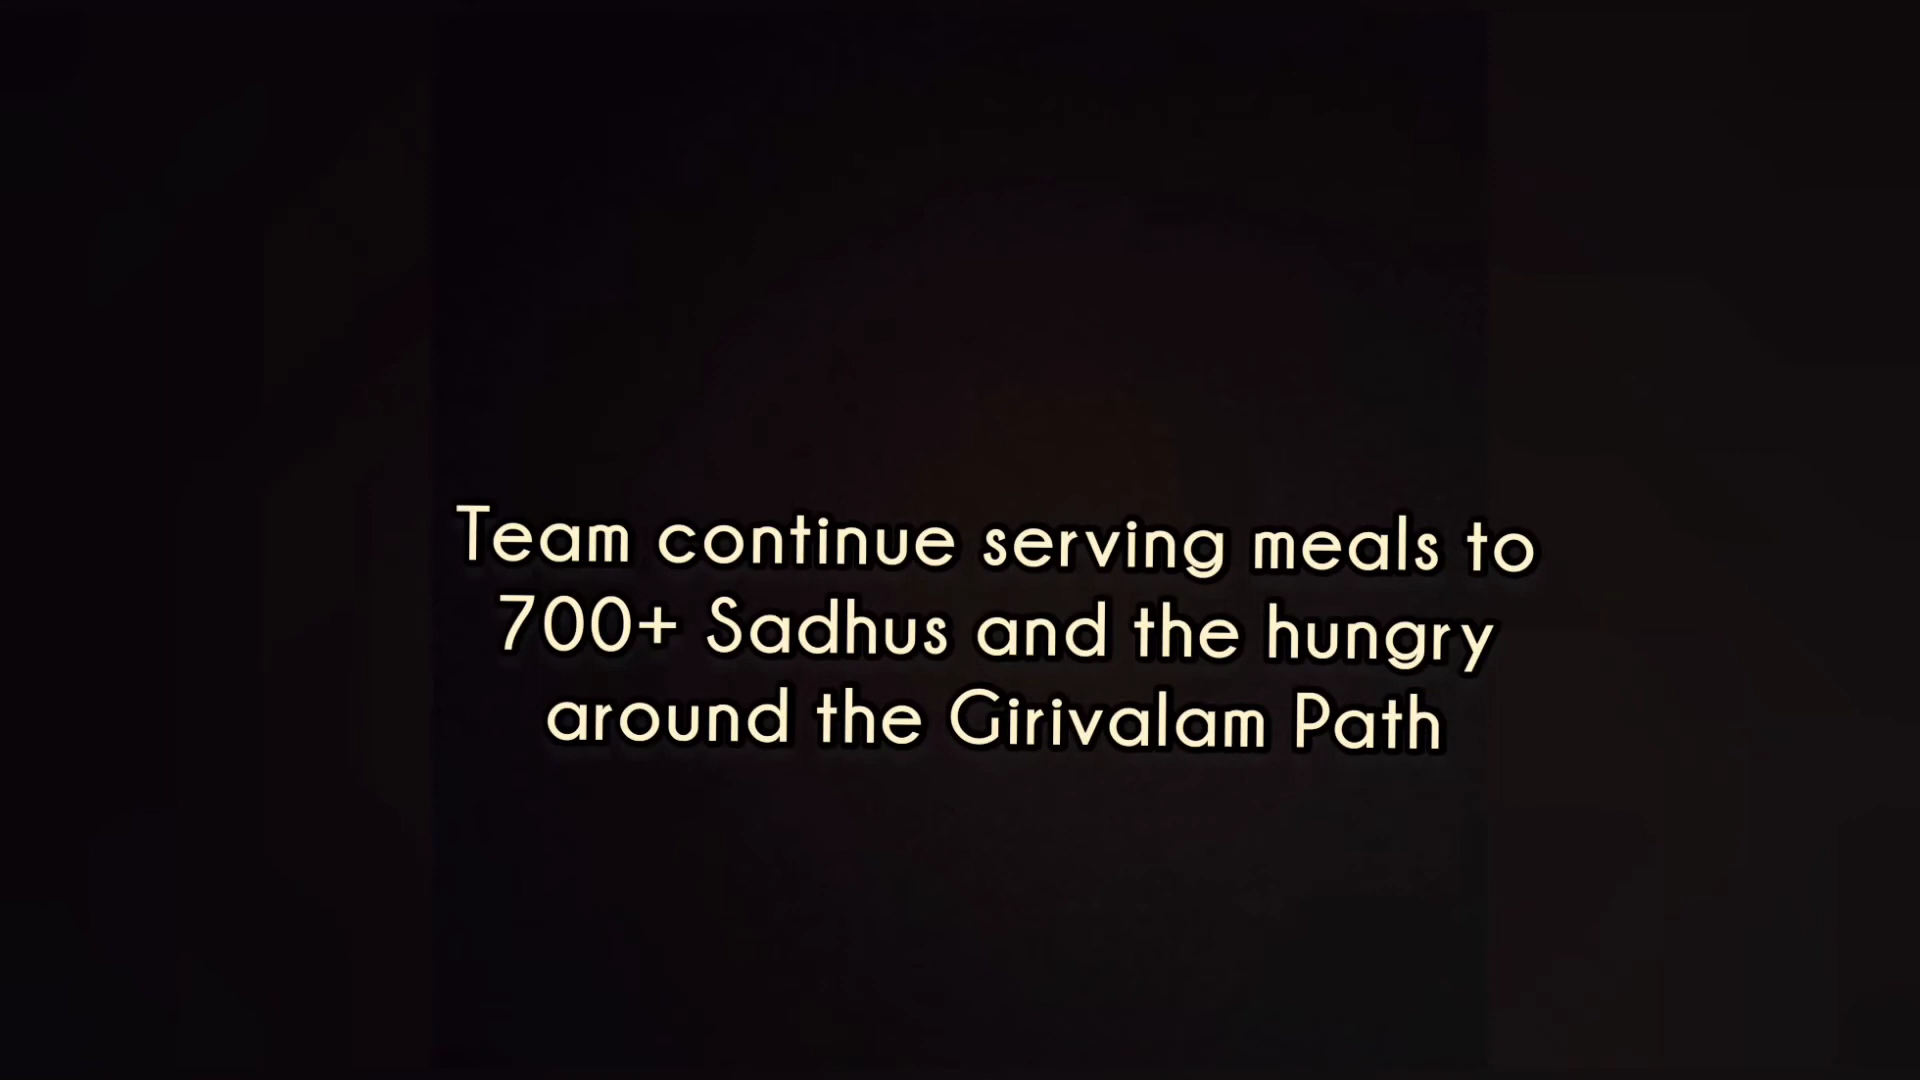 Team continue serving meals to
700+ Sadhus and the hungry
around the Girivalam Path